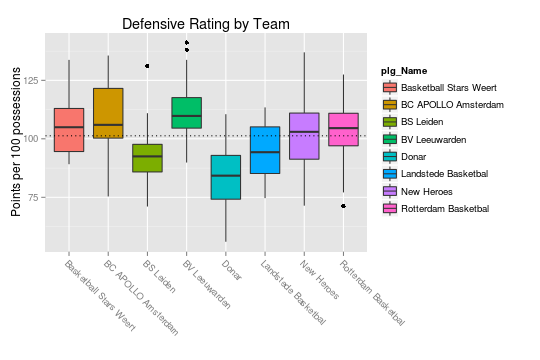 Defensive Rating by Team
Points per 100 possessions
125
100
75
Basketball Stars Weert
BC APOLLO Amsterdam
BS Leiden
BV Leeuwarden
Donar
Landstede Basketbal
New Heroes
Rotterdam Basketbal
plg_Name
Basketball Stars Weert
BC APOLLO Amsterdam
BS Leiden
BV Leeuwarden
Donar
Landstede Basketbal
New Heroes
Rotterdam Basketbal